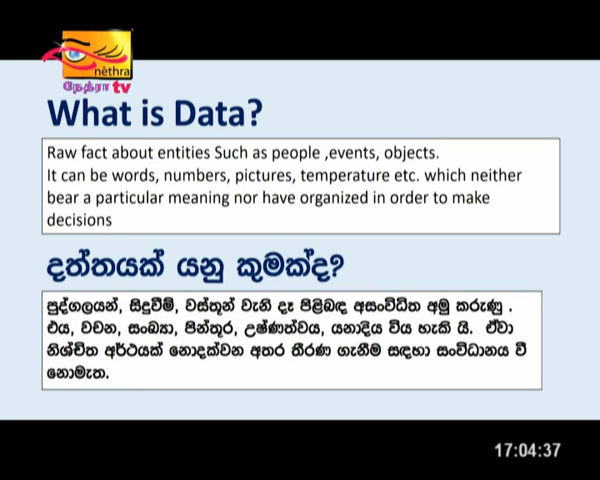 nethra
நேத்ரா tv
What is Data?
Raw fact about entities Such as people ,events, objects.
It can be words, numbers, pictures, temperature etc. which neither
bear a particular meaning nor have organized in order to make
decisions
දත්තයක් යනු කුමක්ද?
පුද්ගලයන්, සිදුවීම්, වස්තූන් වැනි දෑ පිළිබඳ අසංවිධිත අමු කරුණු .
එය, වචන, සංඛ්‍යා, පින්තූර, උෂ්ණත්වය, යනාදිය විය හැකි යි. ඒවා
නිශ්චිත අර්ථයක් නොදක්වන අතර තීරණ ගැනීම සඳහා සංවිධානය වී
නොමැත.
17:04:37